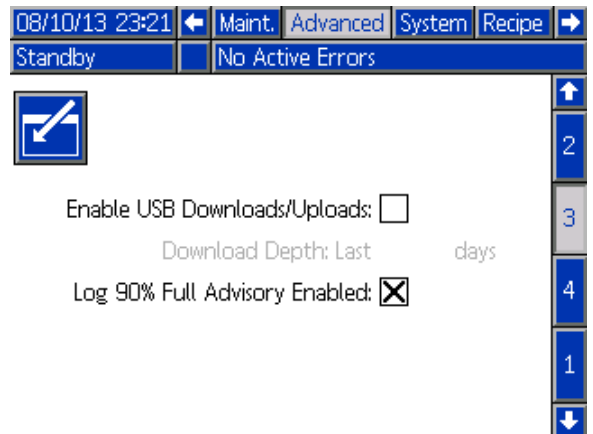 08/10/13 23:21 Maint. Advanced System Recipe
Standby No Active Errors
2
Enable USB Downloads/Uploads:
3
Download Depth: Last days
Log 90% Full Advisory Enabled:
4
1